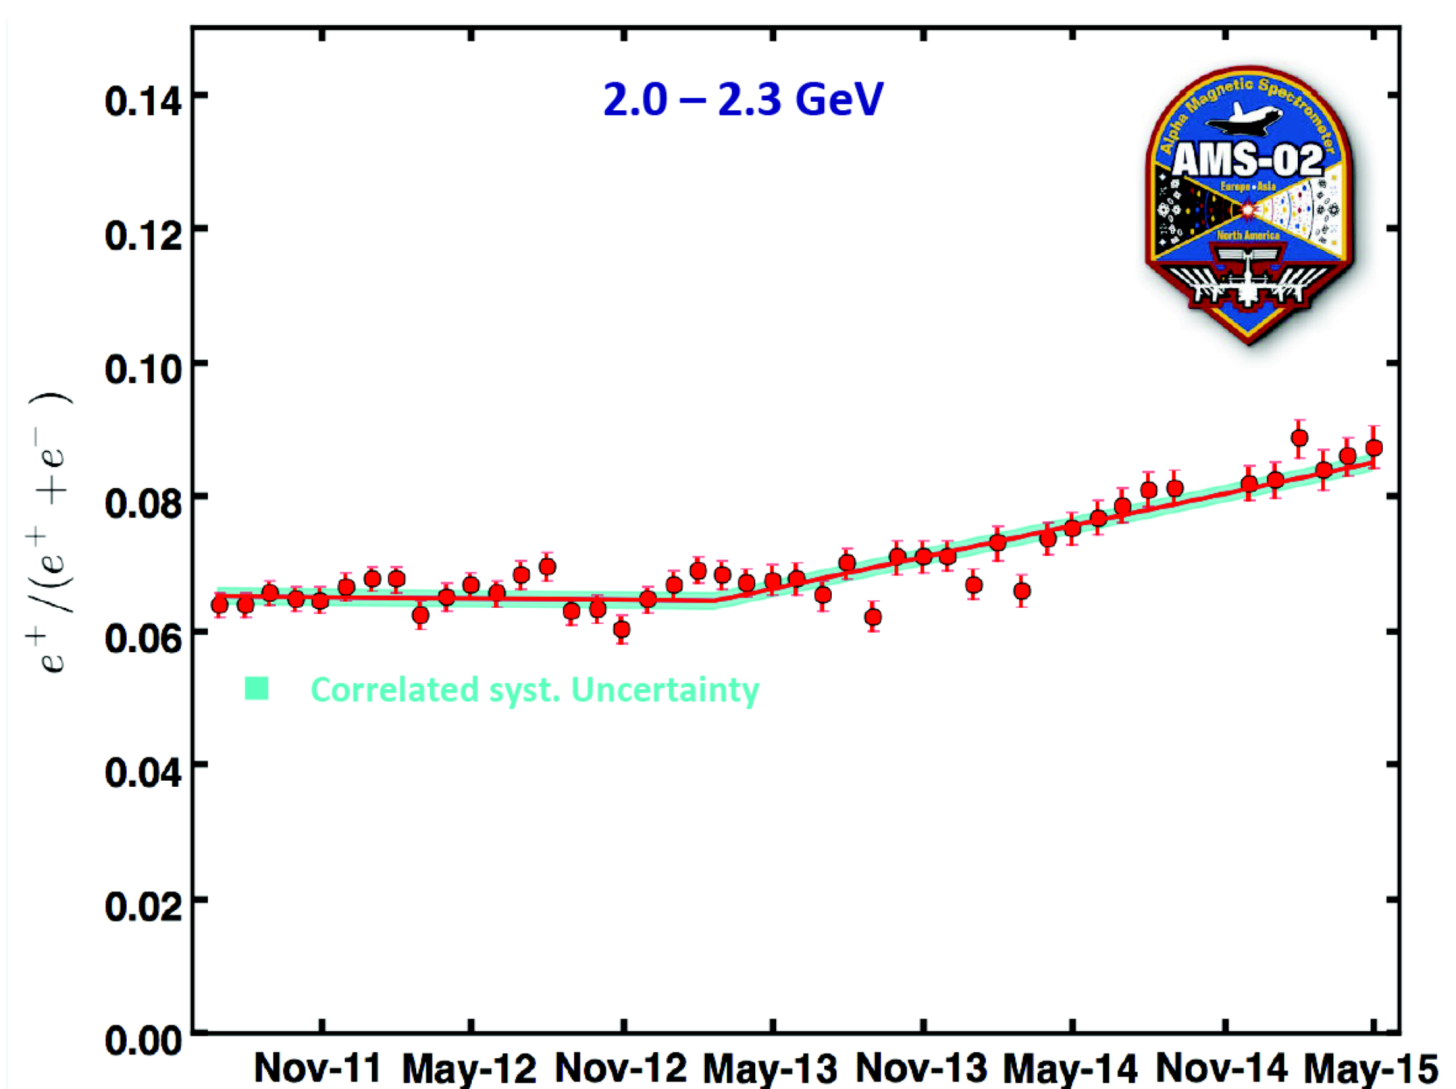 2.0 – 2.3 GeV
Alpha Magnetic Spectrometer
AMS-02
Europe • Asia
North America
0.14
0.12
0.10
0.08
0.06
0.04
0.02
0.00
e⁺/(e⁺+e⁻)
Correlated syst. Uncertainty
Nov-11 May-12 Nov-12 May-13 Nov-13 May-14 Nov-14 May-15